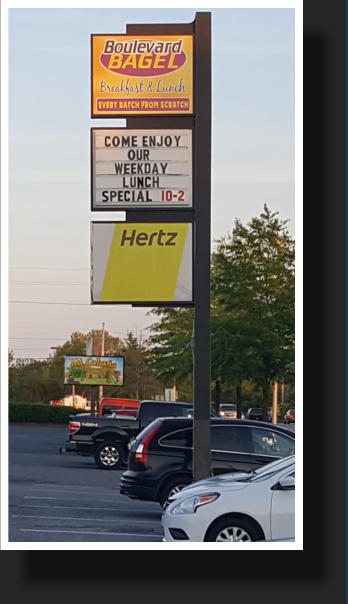 Boulevard
BAGEL
Breakfast & Lunch
EVERY BATCH FROM SCRATCH
COME ENJOY
OUR
WEEKDAY
LUNCH
SPECIAL 10-2
Hertz